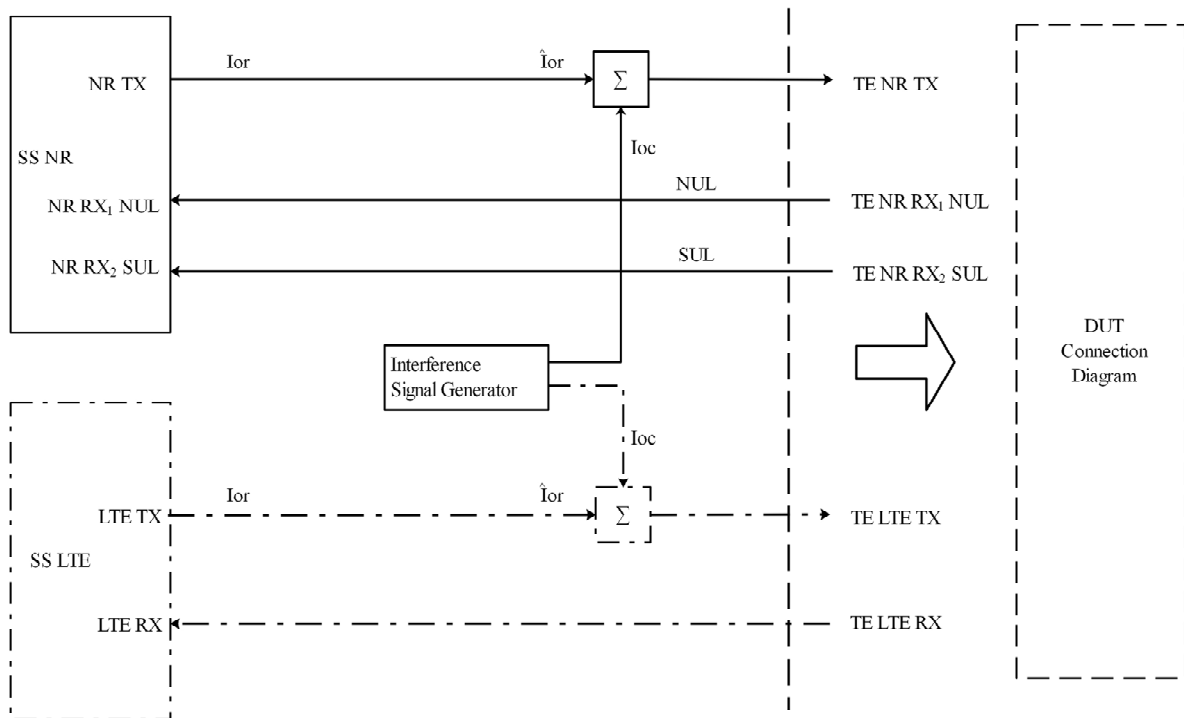 Ior
Îor
NR TX
Σ
TE NR TX
Ioc
SS NR
NUL
NR RX₁ NUL
TE NR RX₁ NUL
SUL
NR RX₂ SUL
TE NR RX₂ SUL
DUT
Connection
Diagram
Interference
Signal Generator
Ioc
Ior
Îor
LTE TX
Σ
TE LTE TX
SS LTE
LTE RX
TE LTE RX